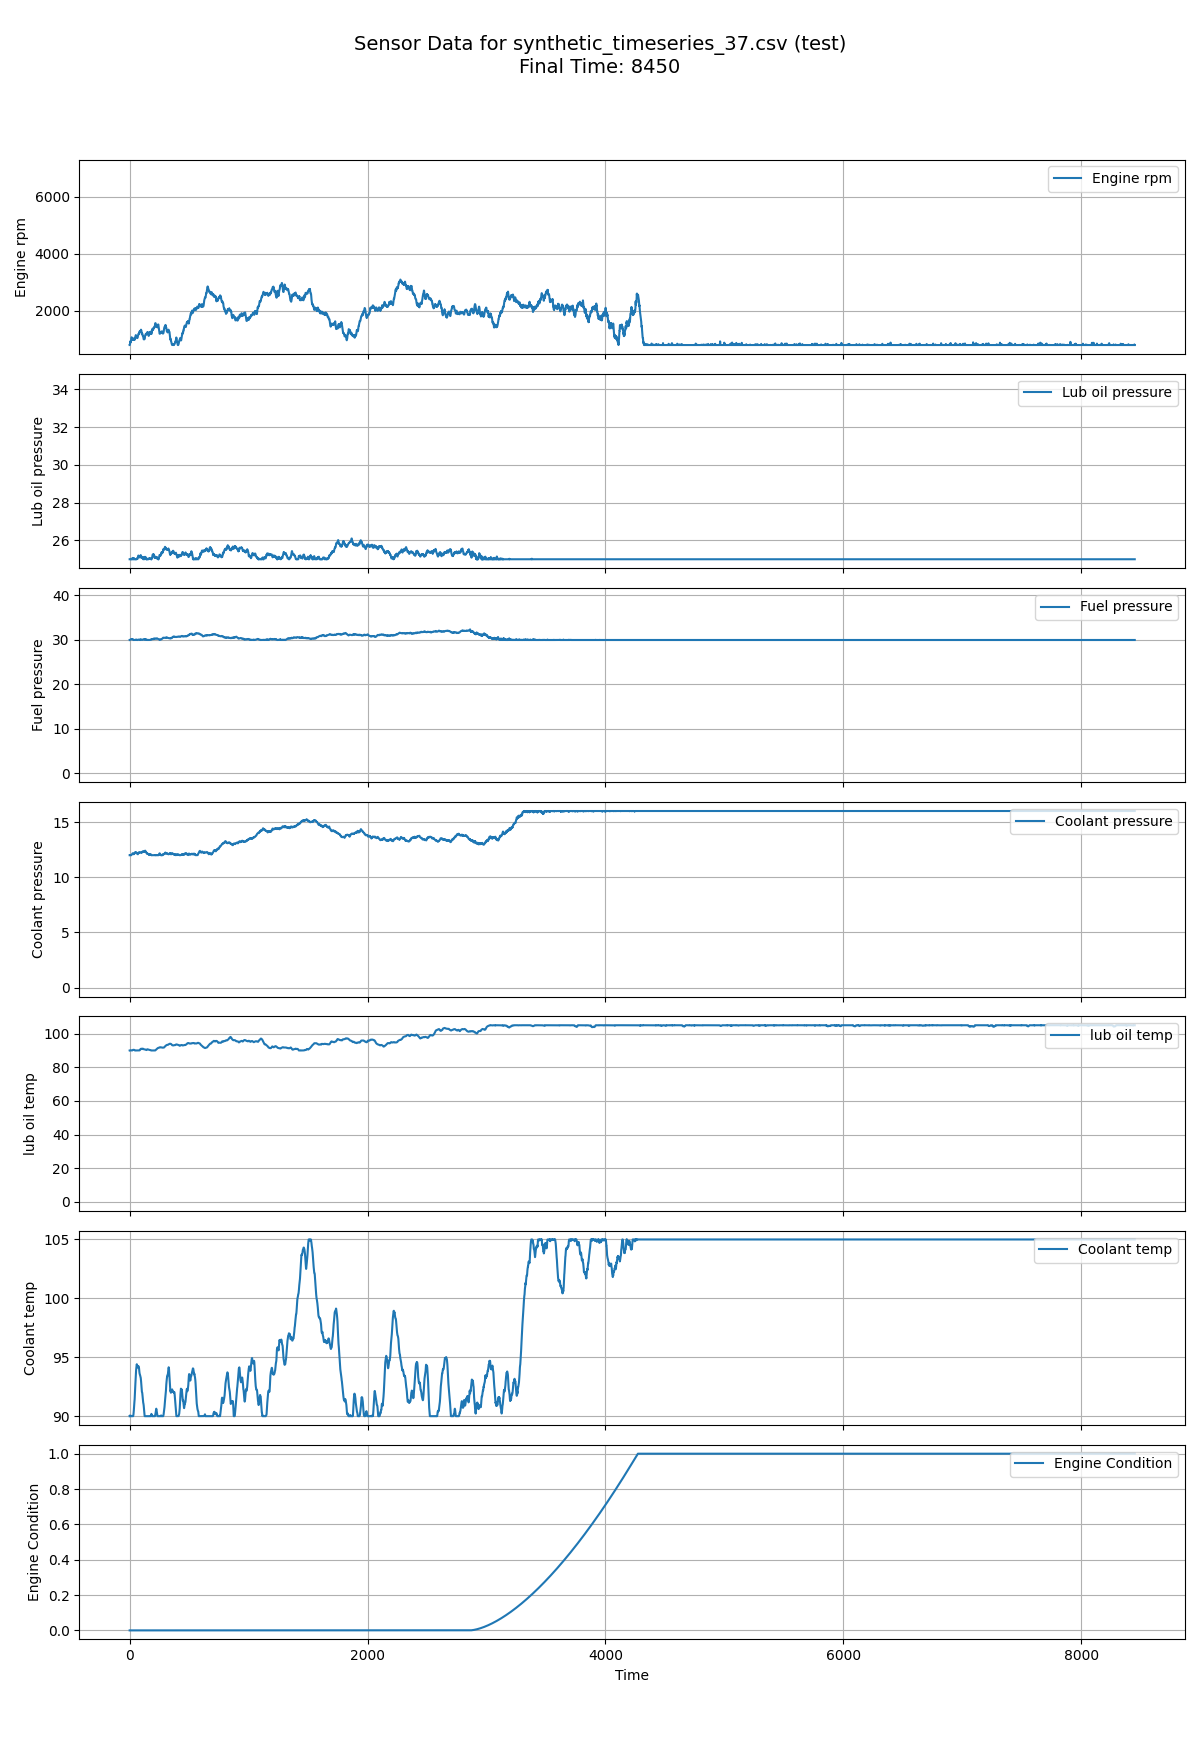 Sensor Data for synthetic_timeseries_37.csv (test)
Final Time: 8450
Engine rpm
6000
4000
2000
Engine rpm
Lub oil pressure
34
32
30
28
26
Lub oil pressure
Fuel pressure
40
30
20
10
0
Fuel pressure
Coolant pressure
15
10
5
0
Coolant pressure
lub oil temp
100
80
60
40
20
0
lub oil temp
Coolant temp
105
100
95
90
Coolant temp
Engine Condition
1.0
0.8
0.6
0.4
0.2
0.0
Engine Condition
0 2000 4000 6000 8000
Time